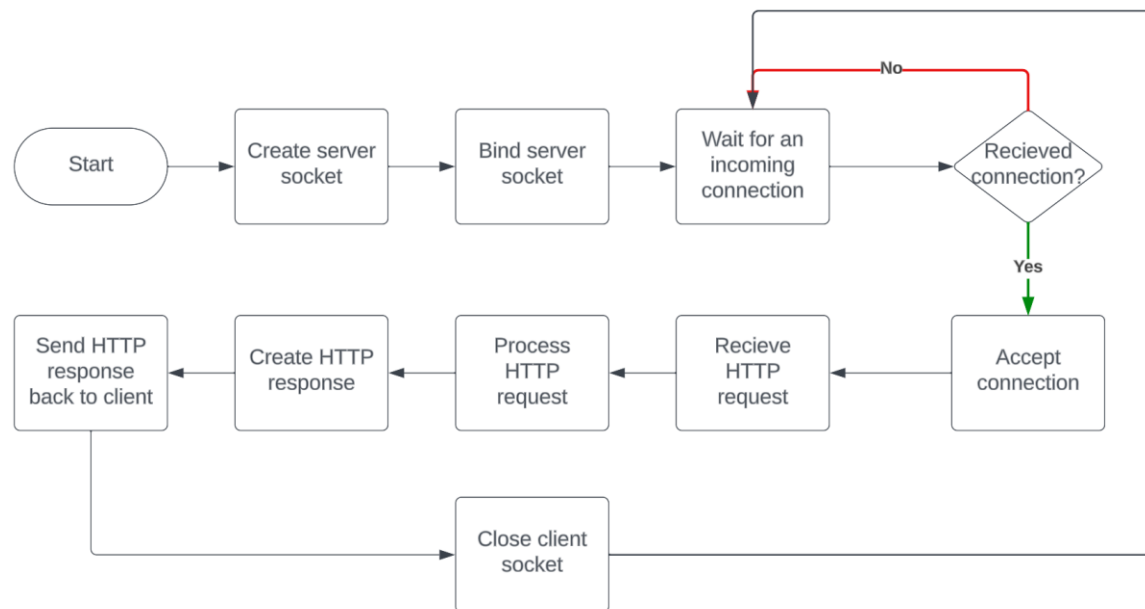 No
Start
Create server
socket
Bind server
socket
Wait for an
incoming
connection
Recieved
connection?
Yes
Send HTTP
response
back to client
Create HTTP
response
Process
HTTP
request
Recieve
HTTP
request
Accept
connection
Close client
socket